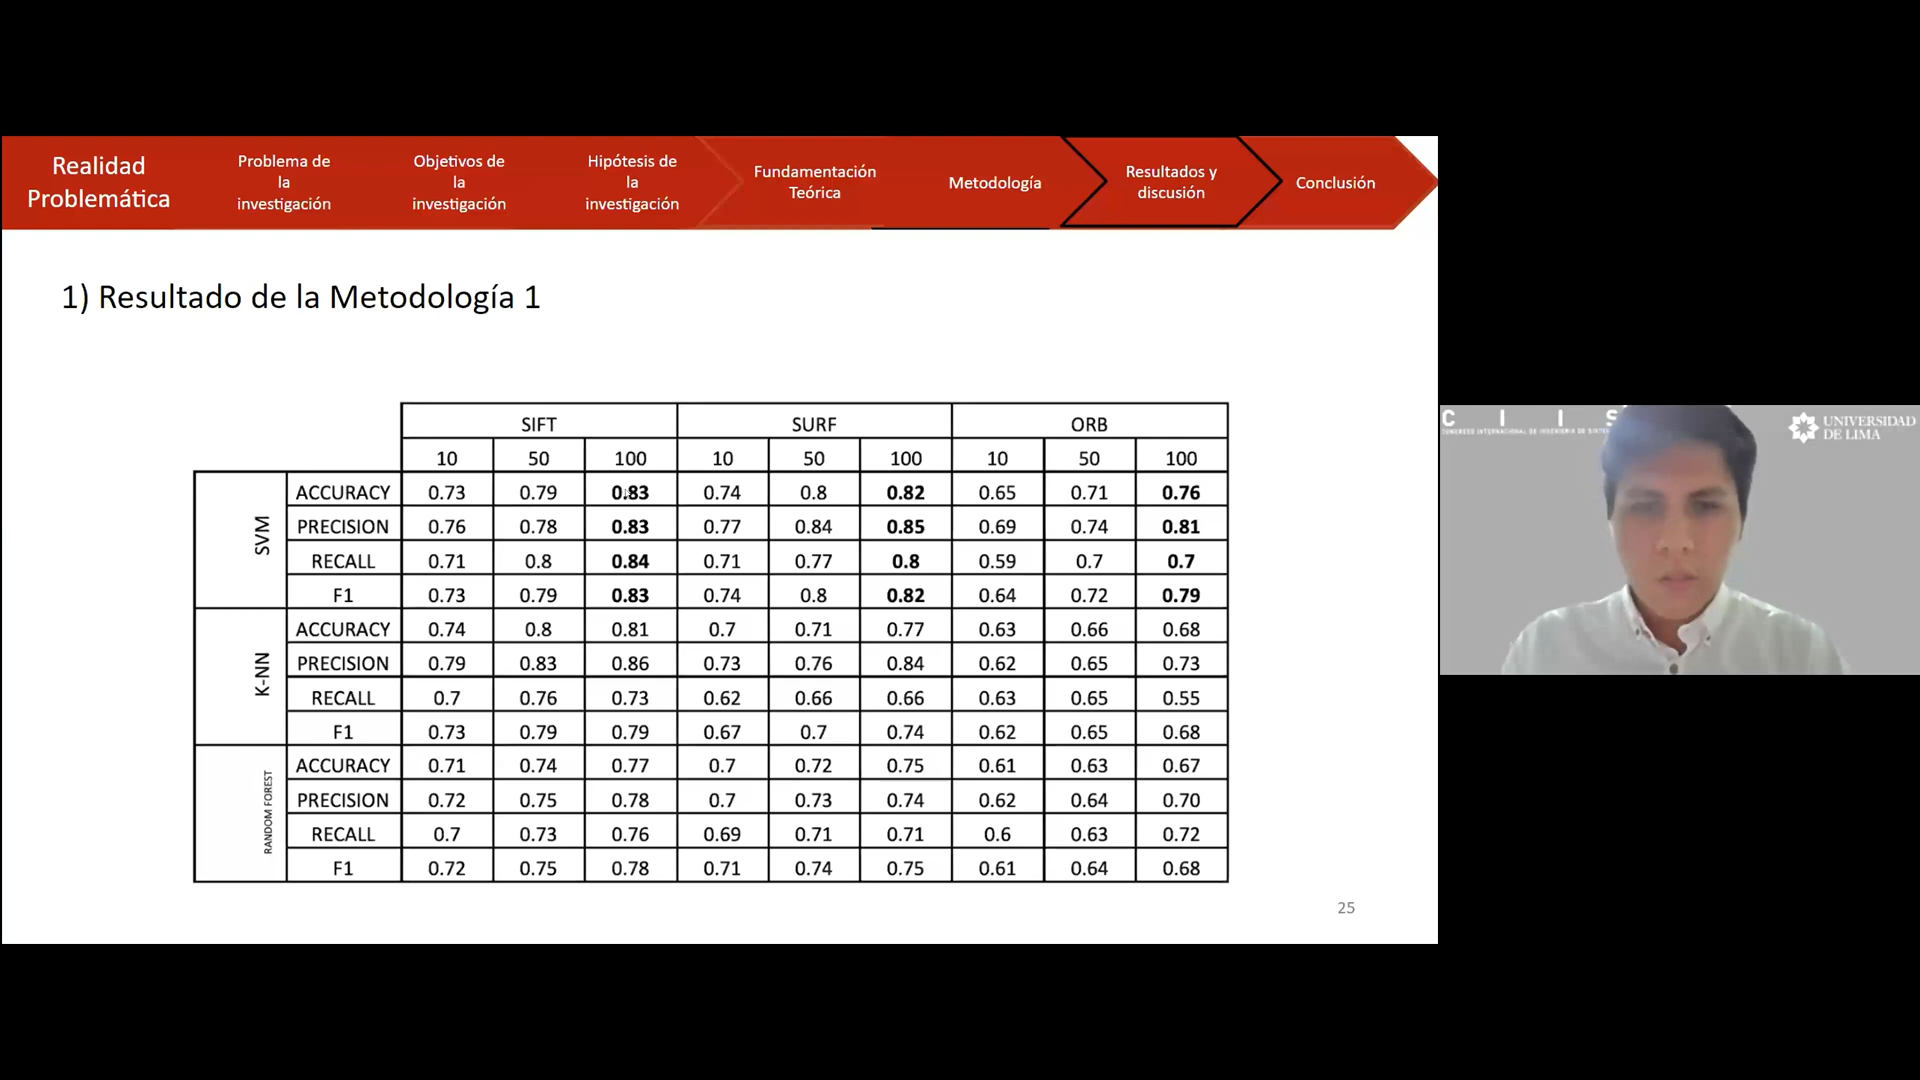 Realidad
Problemática
Problema de
la
investigación
Objetivos de
la
investigación
Hipótesis de
la
investigación
Fundamentación
Teórica
Metodología
Resultados y
discusión
Conclusión
1) Resultado de la Metodología 1
SIFT SURF ORB
10 50 100 10 50 100 10 50 100
SVM
ACCURACY 0.73 0.79 0.83 0.74 0.8 0.82 0.65 0.71 0.76
PRECISION 0.76 0.78 0.83 0.77 0.84 0.85 0.69 0.74 0.81
RECALL 0.71 0.8 0.84 0.71 0.77 0.8 0.59 0.7 0.7
F1 0.73 0.79 0.83 0.74 0.8 0.82 0.64 0.72 0.79
K-NN
ACCURACY 0.74 0.8 0.81 0.7 0.71 0.77 0.63 0.66 0.68
PRECISION 0.79 0.83 0.86 0.73 0.76 0.84 0.62 0.65 0.73
RECALL 0.7 0.76 0.73 0.62 0.66 0.66 0.63 0.65 0.55
F1 0.73 0.79 0.79 0.67 0.7 0.74 0.62 0.65 0.68
RANDOM FOREST
ACCURACY 0.71 0.74 0.77 0.7 0.72 0.75 0.61 0.63 0.67
PRECISION 0.72 0.75 0.78 0.7 0.73 0.74 0.62 0.64 0.70
RECALL 0.7 0.73 0.76 0.69 0.71 0.71 0.6 0.63 0.72
F1 0.72 0.75 0.78 0.71 0.74 0.75 0.61 0.64 0.68
25
C I I S
CONGRESO INTERNACIONAL DE INGENIERÍA DE
UNIVERSIDAD
DE LIMA